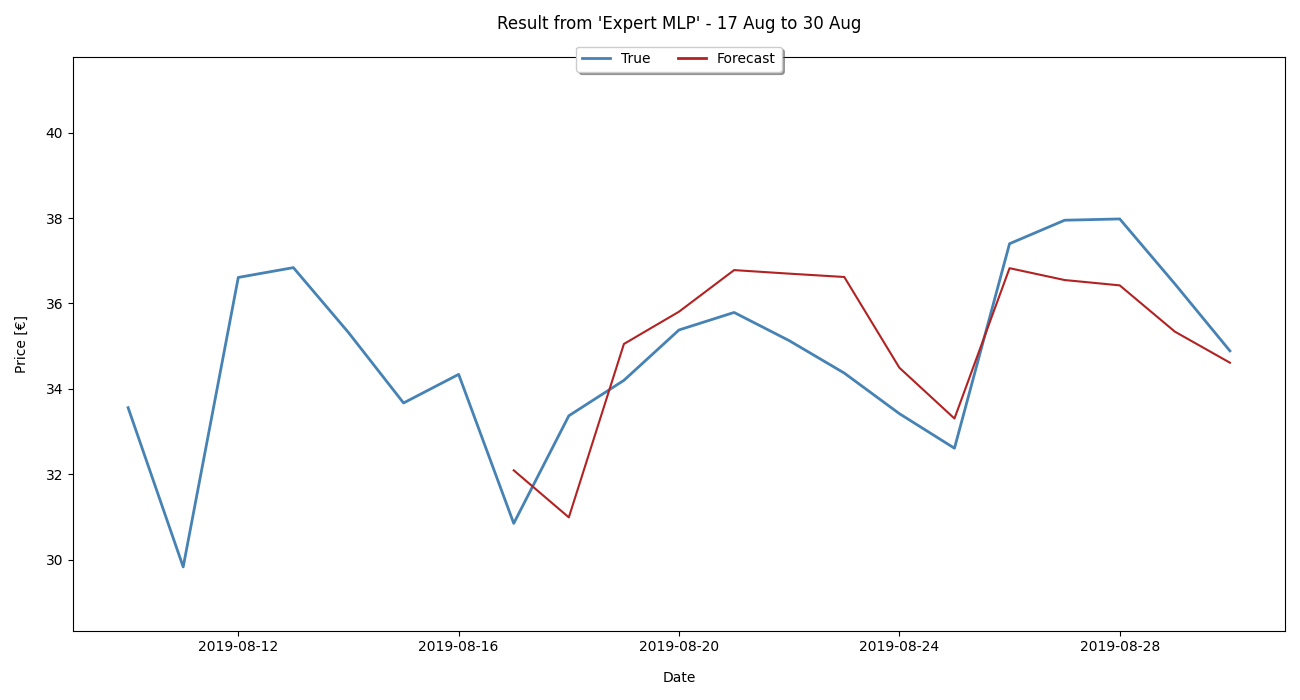 Result from 'Expert MLP' - 17 Aug to 30 Aug
True Forecast
40
38
36
34
32
30
Price [€]
2019-08-12 2019-08-16 2019-08-20 2019-08-24 2019-08-28
Date